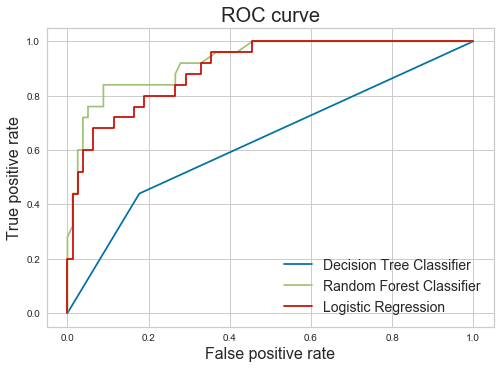 ROC curve
True positive rate
1.0
0.8
0.6
0.4
0.2
0.0
Decision Tree Classifier
Random Forest Classifier
Logistic Regression
0.0 0.2 0.4 0.6 0.8 1.0
False positive rate